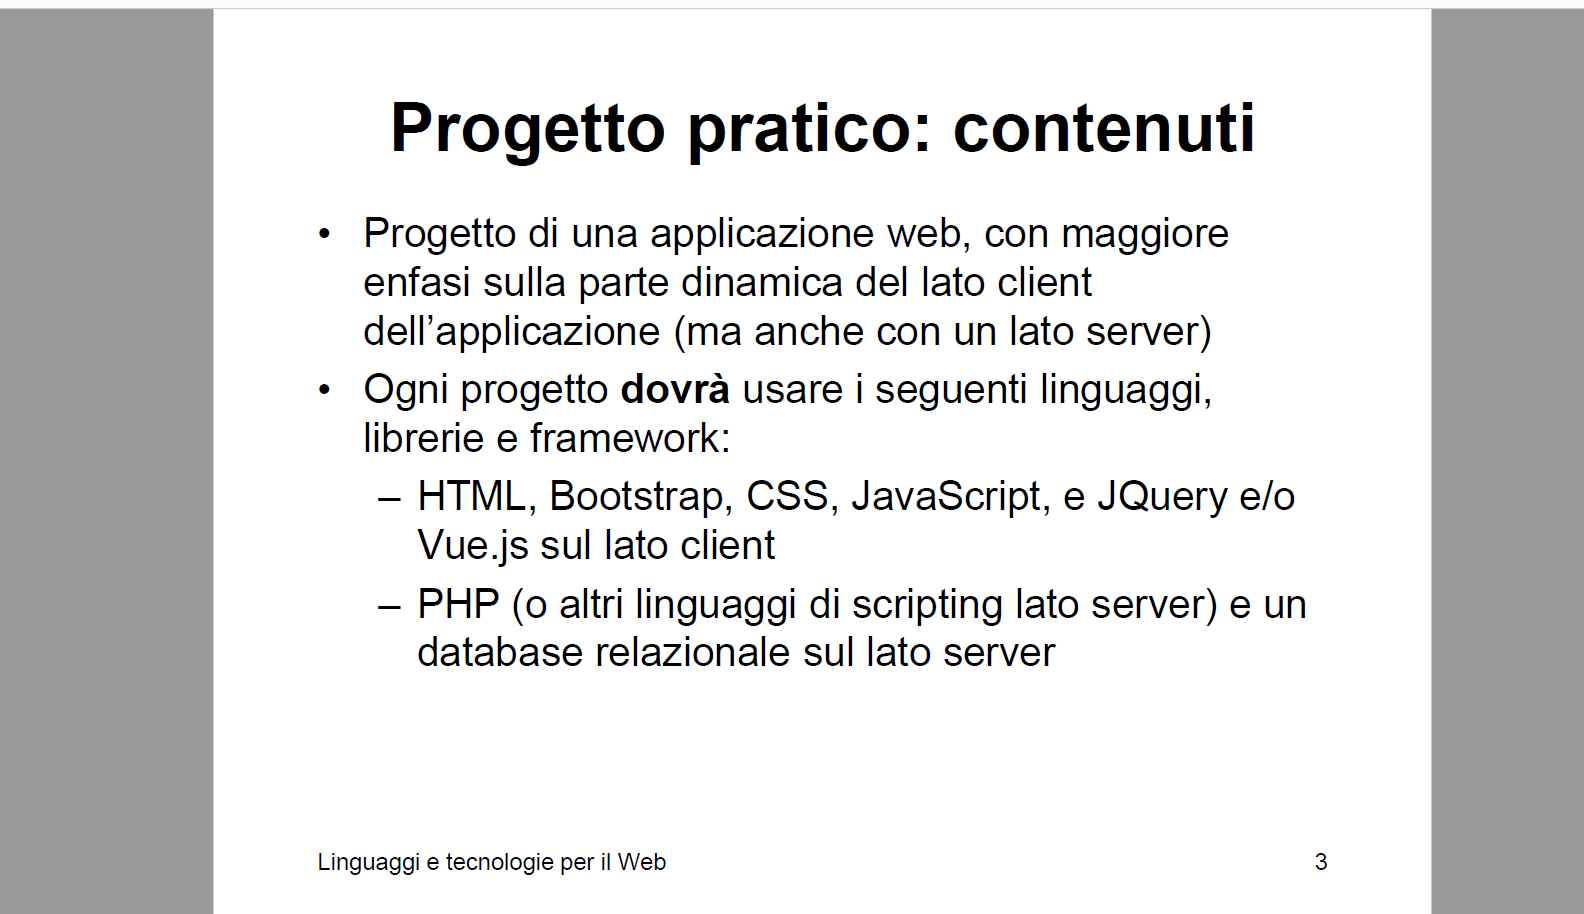 Progetto pratico: contenuti
• Progetto di una applicazione web, con maggiore
enfasi sulla parte dinamica del lato client
dell’applicazione (ma anche con un lato server)
• Ogni progetto dovrà usare i seguenti linguaggi,
librerie e framework:
– HTML, Bootstrap, CSS, JavaScript, e JQuery e/o
Vue.js sul lato client
– PHP (o altri linguaggi di scripting lato server) e un
database relazionale sul lato server
Linguaggi e tecnologie per il Web
3